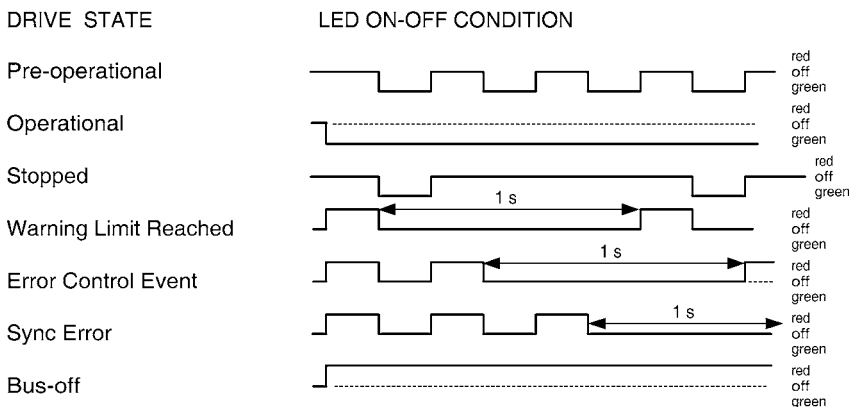 DRIVE STATE LED ON-OFF CONDITION
Pre-operational
red
off
green
Operational
red
off
green
Stopped
red
off
green
1 s
Warning Limit Reached
red
off
green
1 s
Error Control Event
red
off
green
1 s
Sync Error
red
off
green
Bus-off
red
off
green